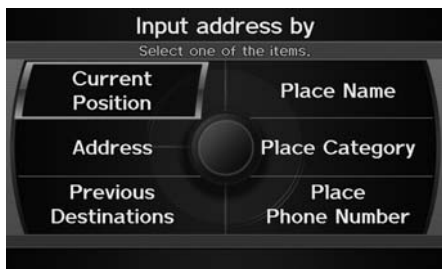 Input address by
Select one of the items.
Current
Position
Place Name
Address
Place Category
Previous
Destinations
Place
Phone Number